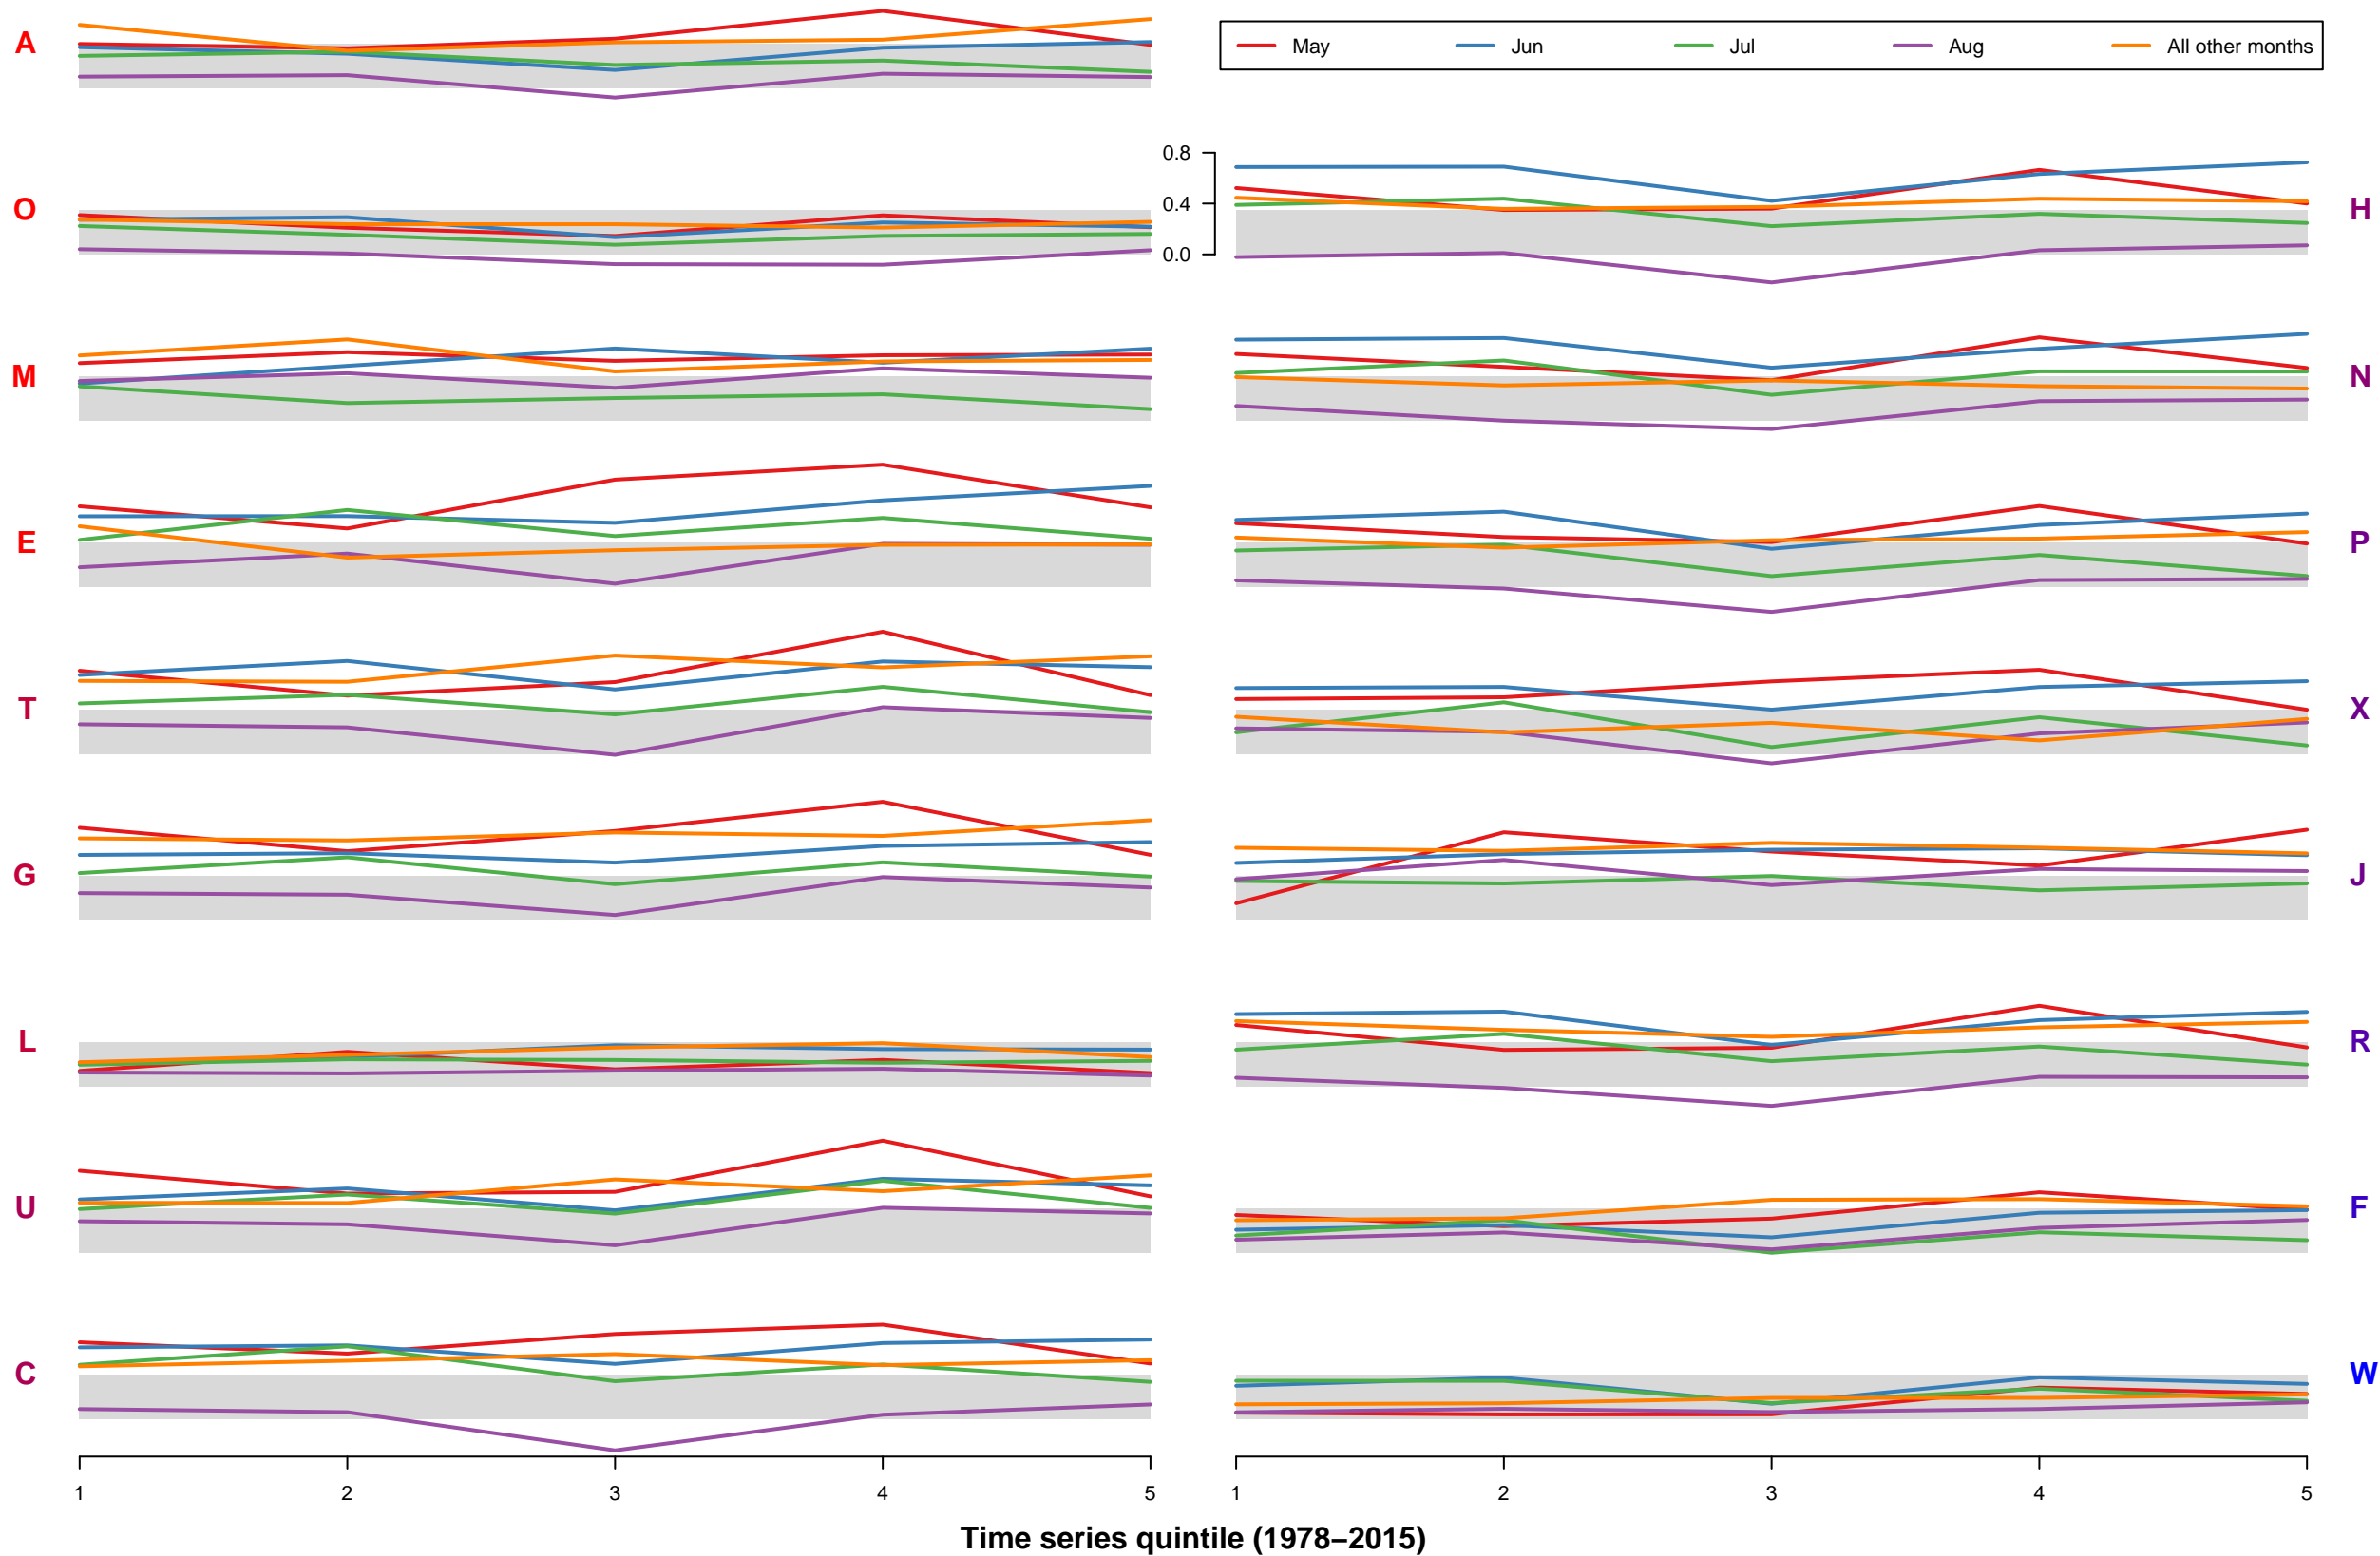 A
May Jun Jul Aug All other months
0.8
O
0.4
H
0.0
M
N
E
P
T
X
G
J
L
R
U
F
C
W
1 2 3 4 5 1 2 3 4 5
Time series quintile (1978–2015)